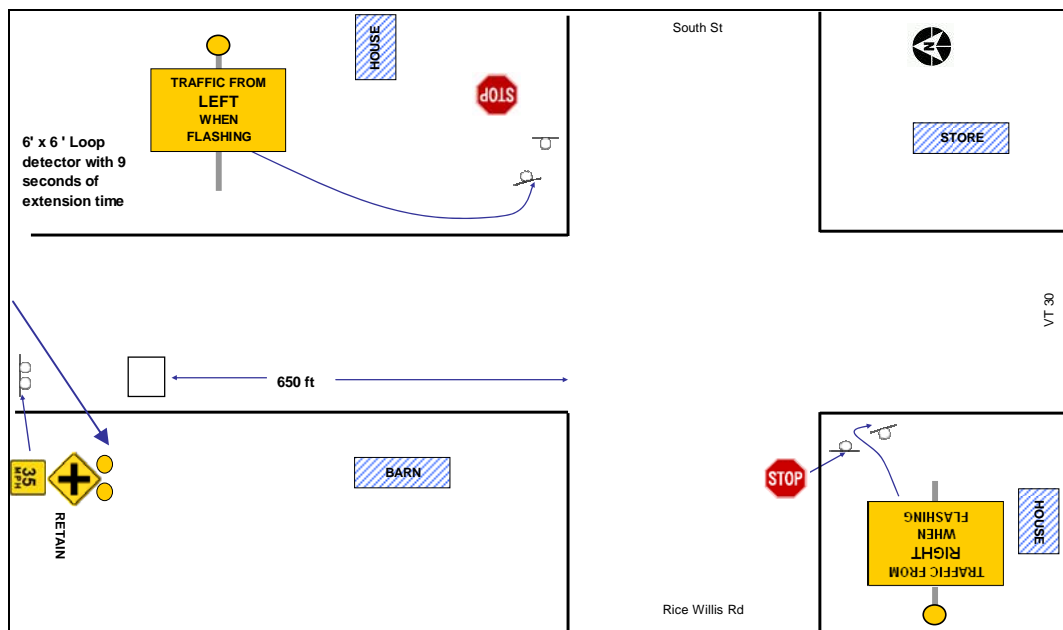 South St
N
HOUSE
TRAFFIC FROM
LEFT
WHEN
FLASHING
STOP
STORE
6' x 6 ' Loop
detector with 9
seconds of
extension time
VT 30
650 ft
BARN
35
MPH
RETAIN
STOP
TRAFFIC FROM
RIGHT
WHEN
FLASHING
HOUSE
Rice Willis Rd